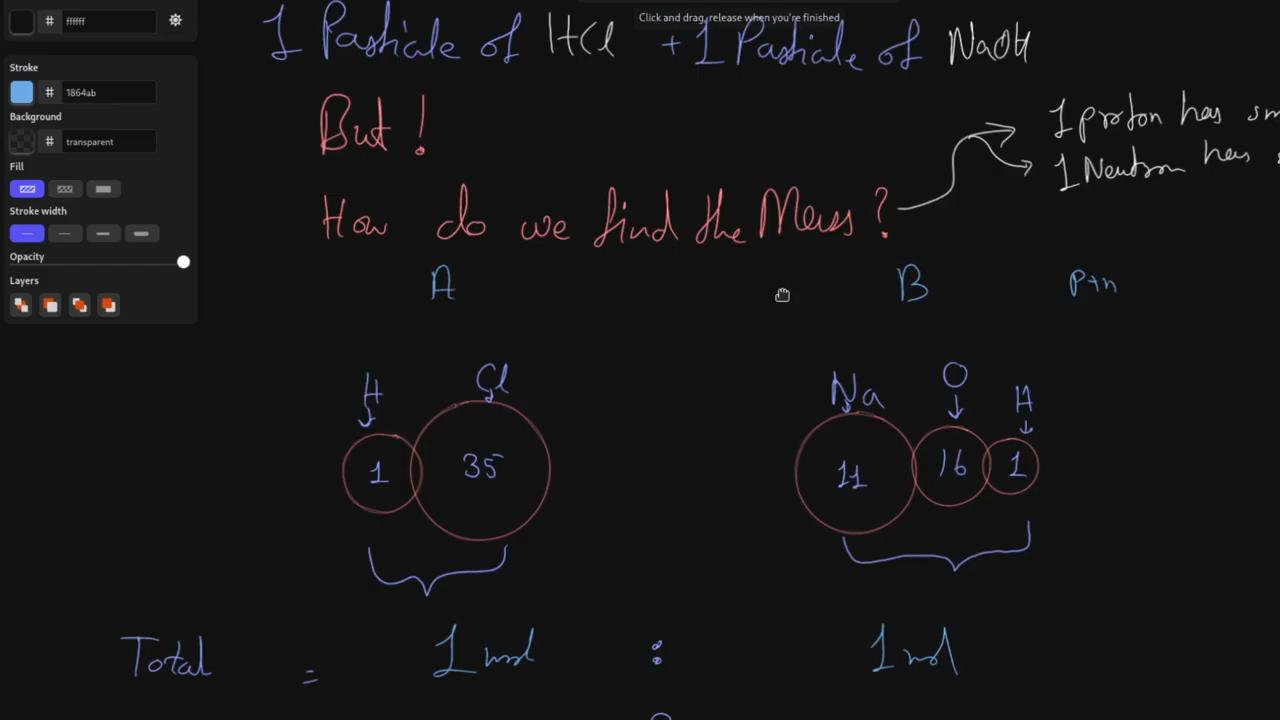 Click and drag, release when you're finished
# ffffff
Stroke
# 1864ab
Background
# transparent
Fill
Stroke width
Opacity
Layers
1 Particle of HCl + 1 Particle of NaOH
But !
1 proton has sm
1 Neutron has
How do we find the Mass ?
A B p+n
H Cl Na O H
1 35 11 16 1
Total = 1 mol : 1 mol